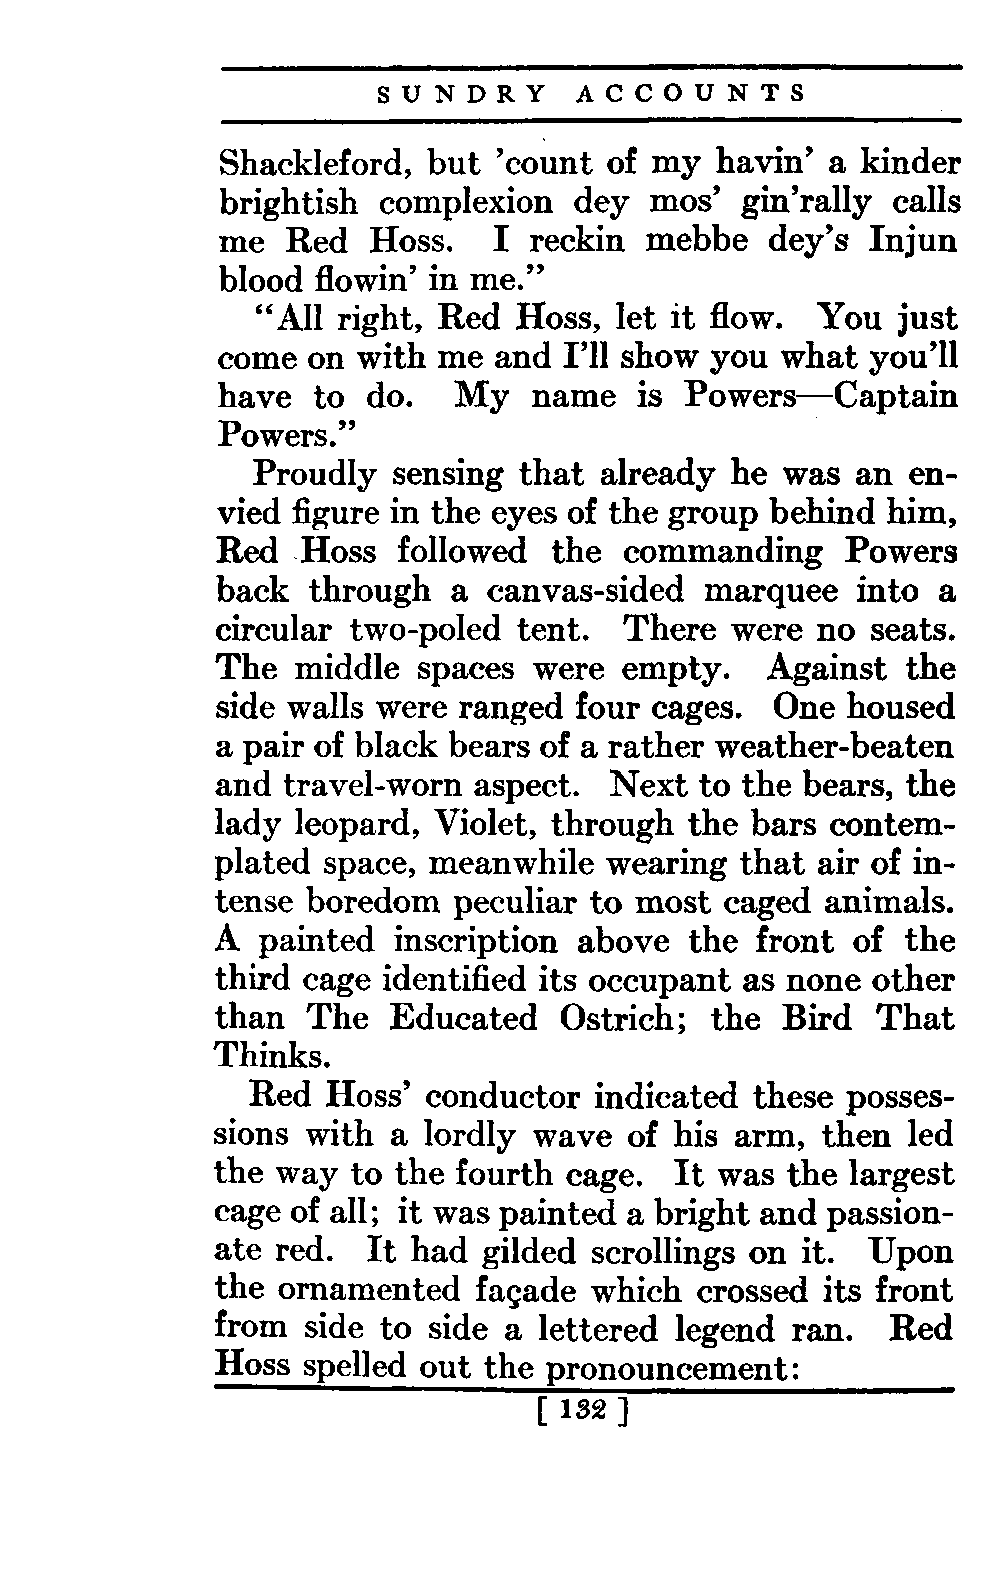 SUNDRY ACCOUNTS
Shackleford, but 'count of my havin' a kinder
brightish complexion dey mos' gin'rally calls
me Red Hoss. I reckin mebbe dey's Injun
blood flowin' in me."
"All right, Red Hoss, let it flow. You just
come on with me and I'll show you what you'll
have to do. My name is Powers—Captain
Powers."
Proudly sensing that already he was an en-
vied figure in the eyes of the group behind him,
Red Hoss followed the commanding Powers
back through a canvas-sided marquee into a
circular two-poled tent. There were no seats.
The middle spaces were empty. Against the
side walls were ranged four cages. One housed
a pair of black bears of a rather weather-beaten
and travel-worn aspect. Next to the bears, the
lady leopard, Violet, through the bars contem-
plated space, meanwhile wearing that air of in-
tense boredom peculiar to most caged animals.
A painted inscription above the front of the
third cage identified its occupant as none other
than The Educated Ostrich; the Bird That
Thinks.
Red Hoss' conductor indicated these posses-
sions with a lordly wave of his arm, then led
the way to the fourth cage. It was the largest
cage of all; it was painted a bright and passion-
ate red. It had gilded scrollings on it. Upon
the ornamented façade which crossed its front
from side to side a lettered legend ran. Red
Hoss spelled out the pronouncement:
[ 132 ]